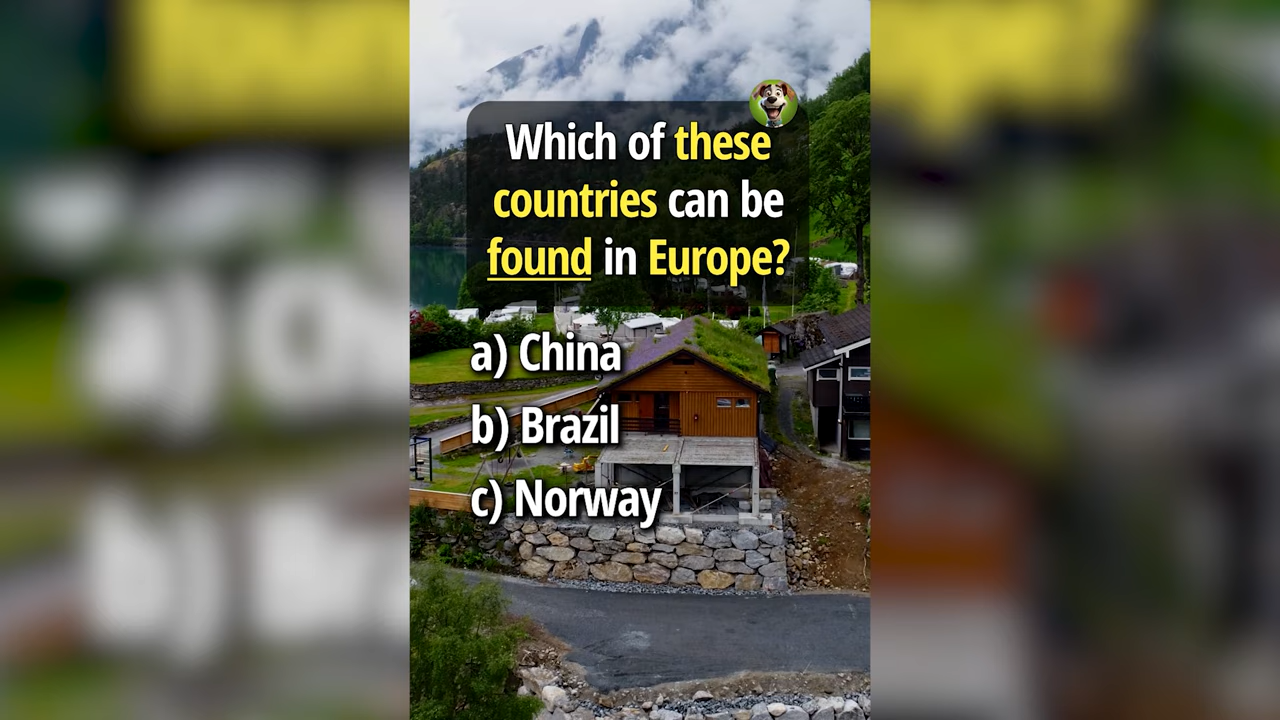 Which of these
countries can be
found in Europe?
a) China
b) Brazil
c) Norway